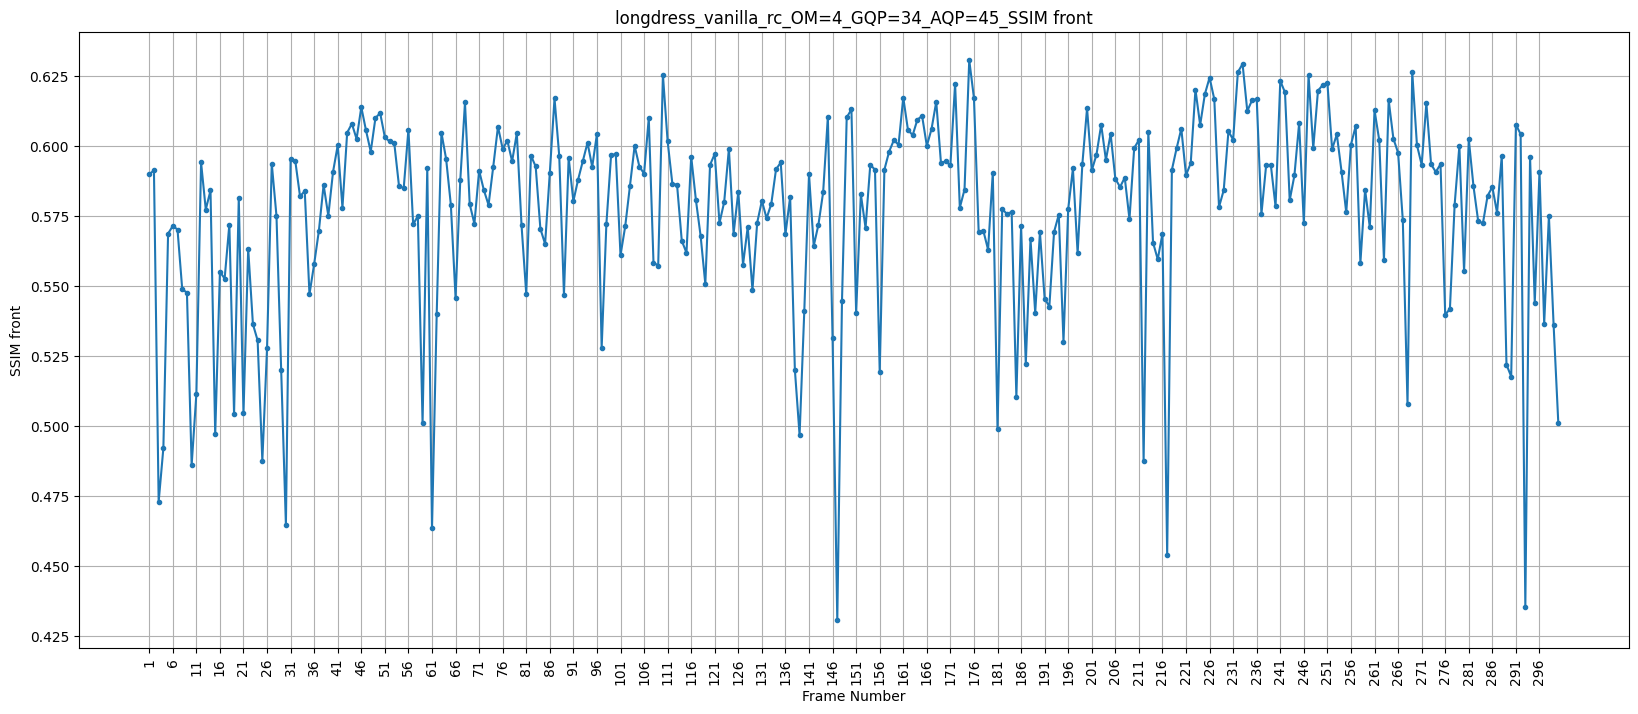 longdress_vanilla_rc_OM=4_GQP=34_AQP=45_SSIM front
0.625
0.600
0.575
0.550
0.525
0.500
0.475
0.450
0.425
SSIM front
1 6 11 16 21 26 31 36 41 46 51 56 61 66 71 76 81 86 91 96 101 106 111 116 121 126 131 136 141 146 151 156 161 166 171 176 181 186 191 196 201 206 211 216 221 226 231 236 241 246 251 256 261 266 271 276 281 286 291 296
Frame Number